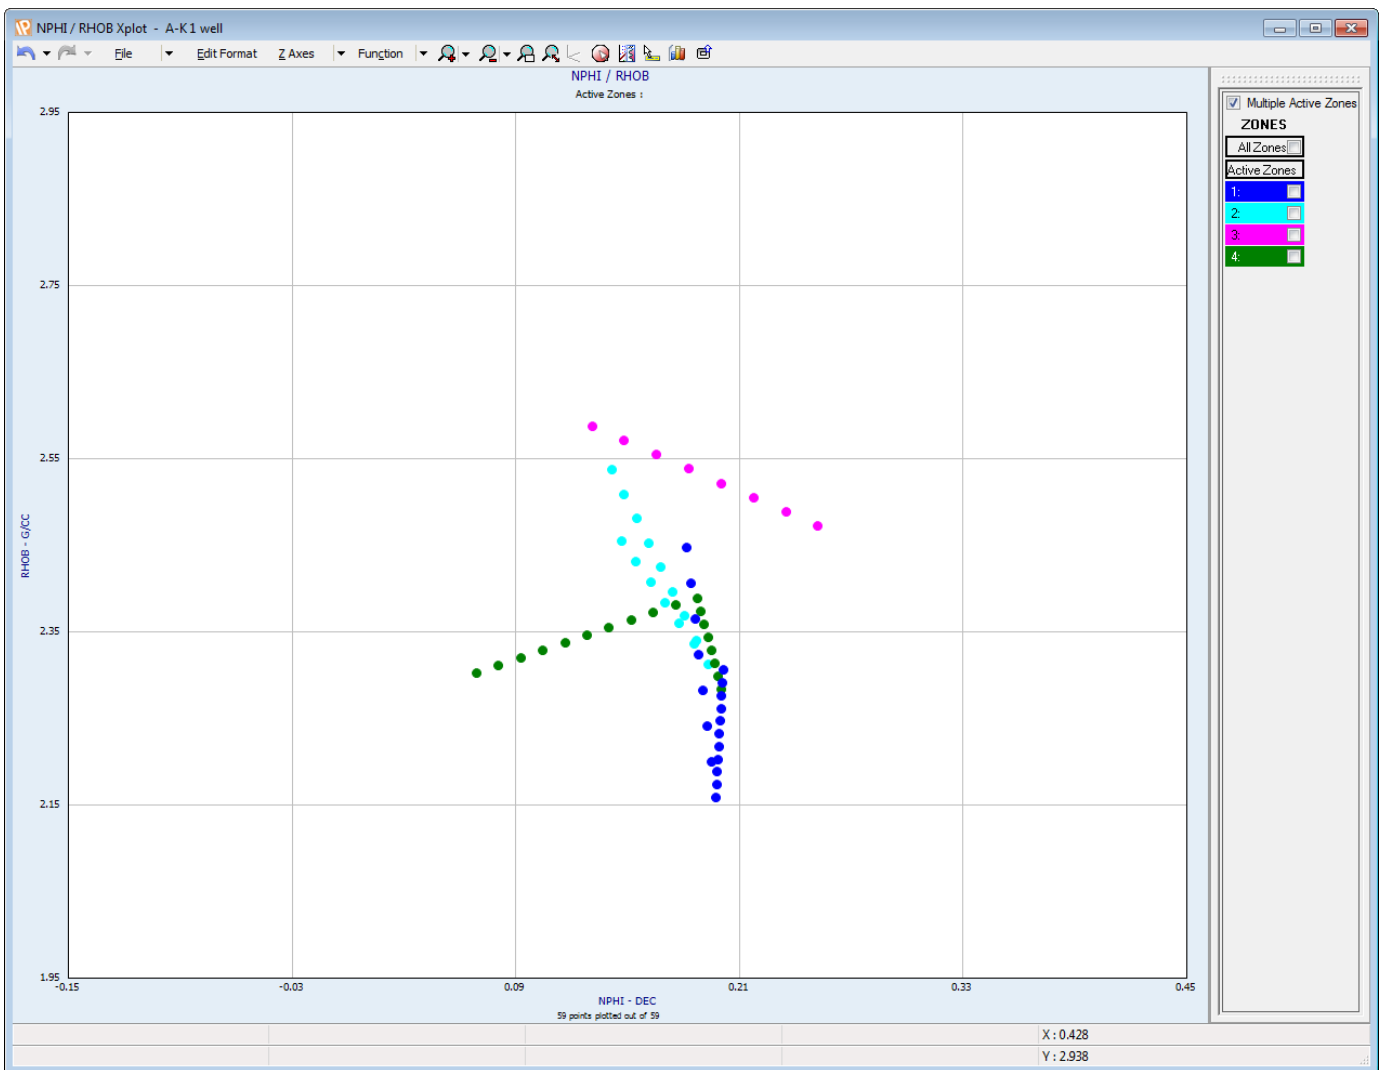 NPHI / RHOB Xplot - A-K1 well
File Edit Format Z Axes Function
NPHI / RHOB
Active Zones :
2.95
2.75
2.55
2.35
2.15
1.95
RHOB - G/CC
-0.15 -0.03 0.09 0.21 0.33 0.45
NPHI - DEC
59 points plotted out of 59
Multiple Active Zones
ZONES
All Zones
Active Zones
1:
2:
3:
4:
X : 0.428
Y : 2.938